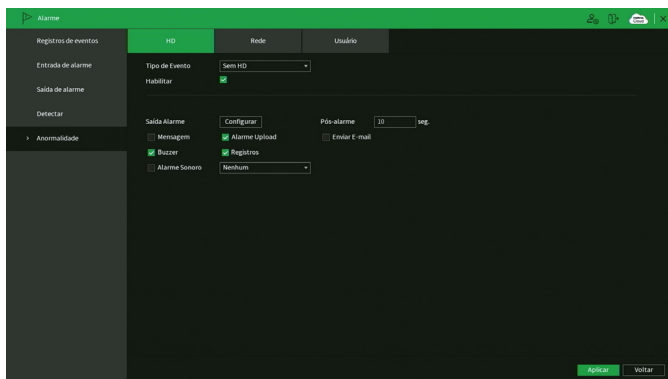 Alarme
Registros de eventos
Entrada de alarme
Saída de alarme
Detectar
> Anormalidade
HD Rede Usuário
Tipo de Evento Sem HD
Habilitar
Saída Alarme Configurar Pós-alarme 10 seg.
Mensagem Alarme Upload Enviar E-mail
Buzzer Registros
Alarme Sonoro Nenhum
Aplicar Voltar